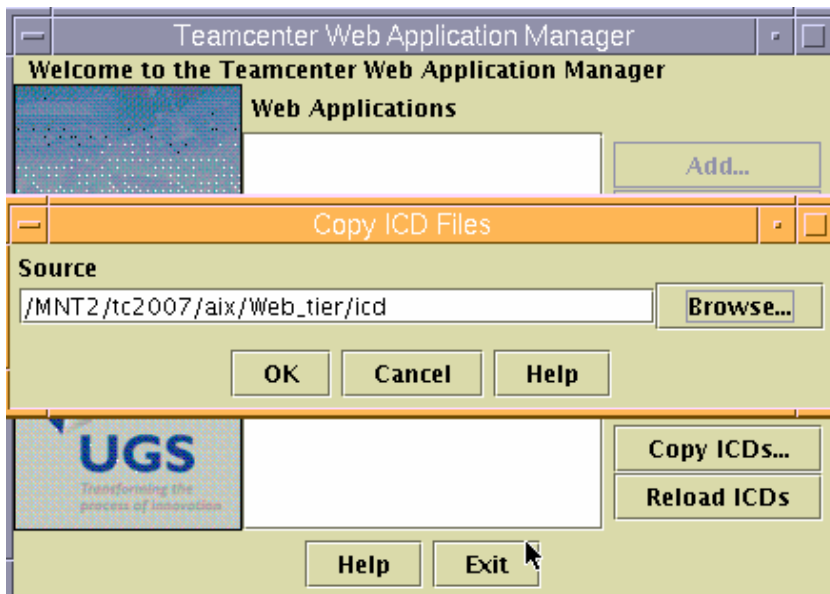 Teamcenter Web Application Manager
Welcome to the Teamcenter Web Application Manager
Web Applications
Add...
Copy ICD Files
Source
/MNT2/tc2007/aix/Web_tier/icd
Browse...
OK
Cancel
Help
UGS
Transforming the
process of innovation
Copy ICDs...
Reload ICDs
Help
Exit